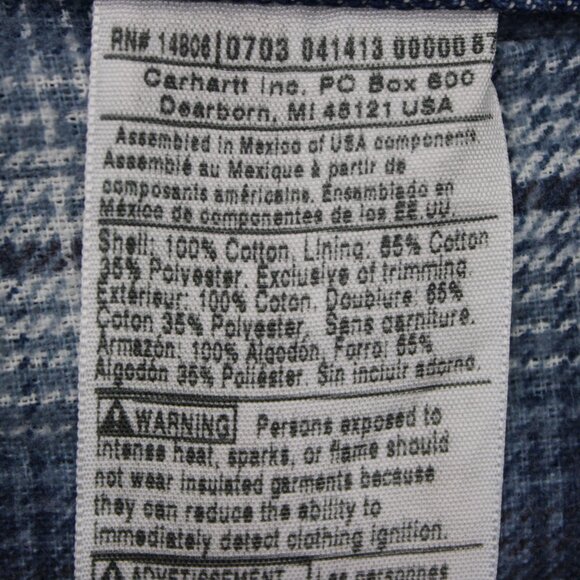 RN# 14806 0703 041413 00000 87
Carhartt Inc. PO Box 600
Dearborn, MI 48121 USA
Assembled in Mexico of USA components
Assemblé au Mexique à partir de
composants américains. Ensamblado en
México de componentes de los EE.UU.
Shell: 100% Cotton, Lining: 65% Cotton
35% Polyester. Exclusive of trimming.
Extérieur: 100% Coton, Doublure: 65%
Coton 35% Polyester, Sans garniture.
Armazón: 100% Algodón, Forro: 65%
Algodón 35% Poliéster. Sin incluir adorno.
WARNING Persons exposed to
intense heat, sparks, or flame should
not wear insulated garments because
they can reduce the ability to
immediately detect clothing ignition.
AVERTISSEMENT Les personnes